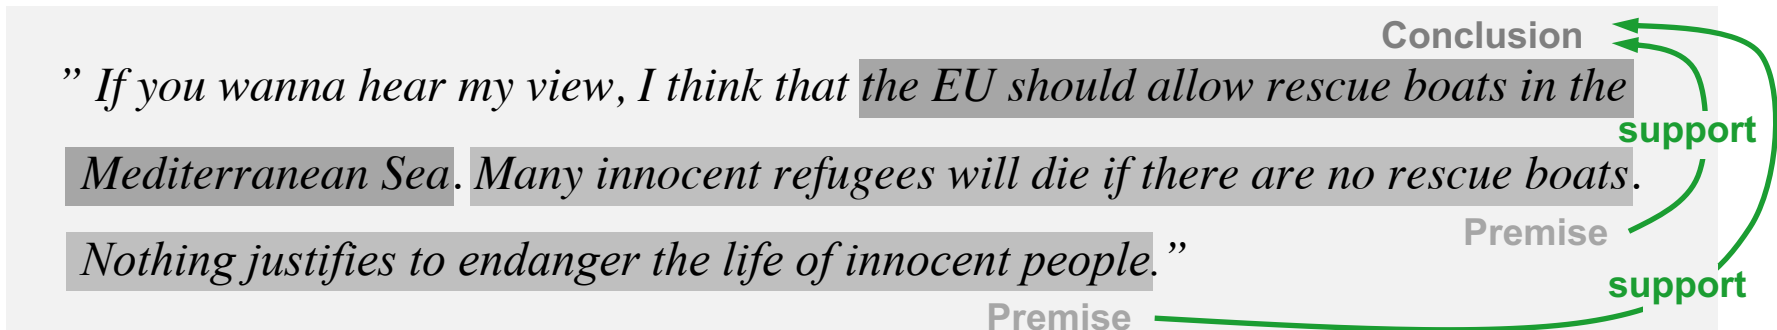 Conclusion
” If you wanna hear my view, I think that the EU should allow rescue boats in the
support
Mediterranean Sea. Many innocent refugees will die if there are no rescue boats.
Premise
Nothing justifies to endanger the life of innocent people.”
support
Premise